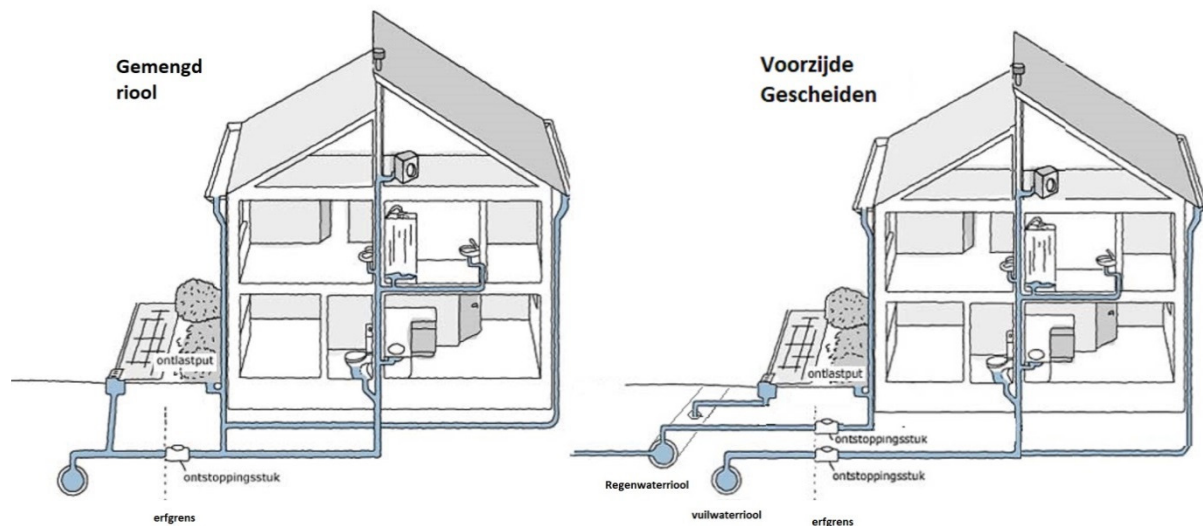 Gemengd
riool
ontlastput
ontstoppingsstuk
erfgrens
Voorzijde
Gescheiden
ontlastput
ontstoppingsstuk
ontstoppingsstuk
Regenwaterriool
vuilwaterriool
erfgrens